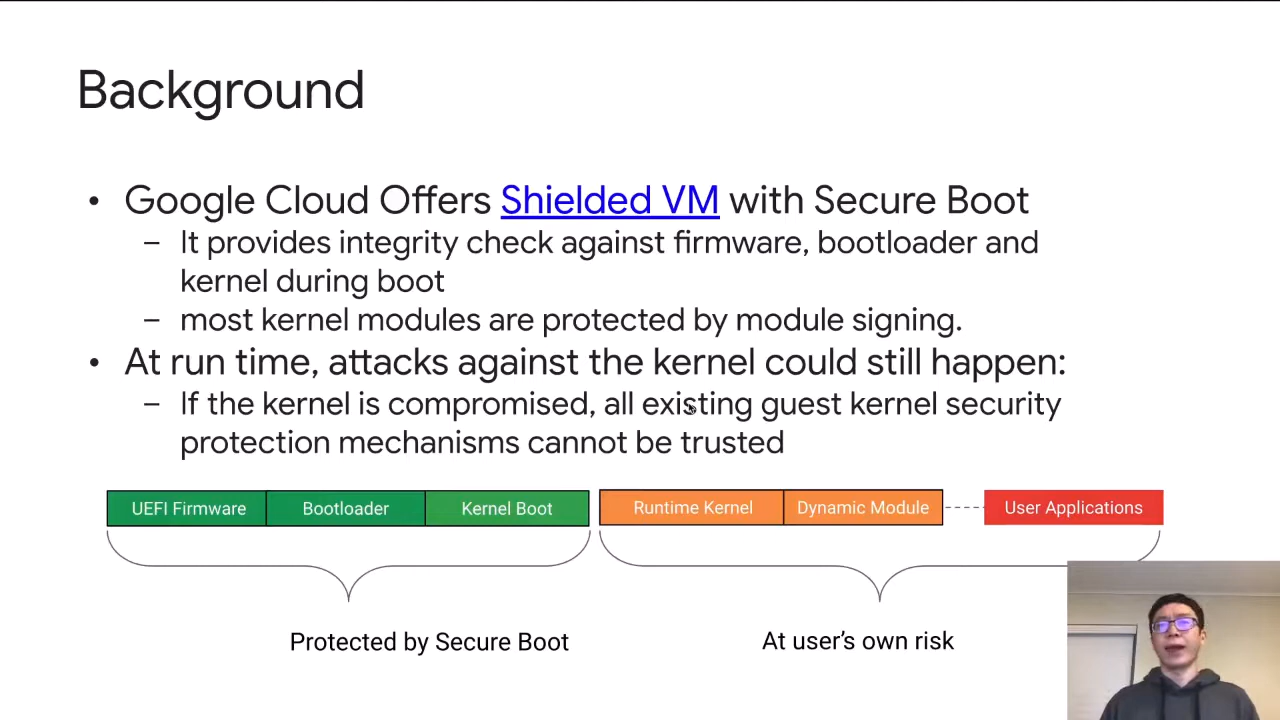 Background
• Google Cloud Offers Shielded VM with Secure Boot
– It provides integrity check against firmware, bootloader and
kernel during boot
– most kernel modules are protected by module signing.
• At run time, attacks against the kernel could still happen:
– If the kernel is compromised, all existing guest kernel security
protection mechanisms cannot be trusted
UEFI Firmware Bootloader Kernel Boot Runtime Kernel Dynamic Module User Applications
Protected by Secure Boot At user's own risk